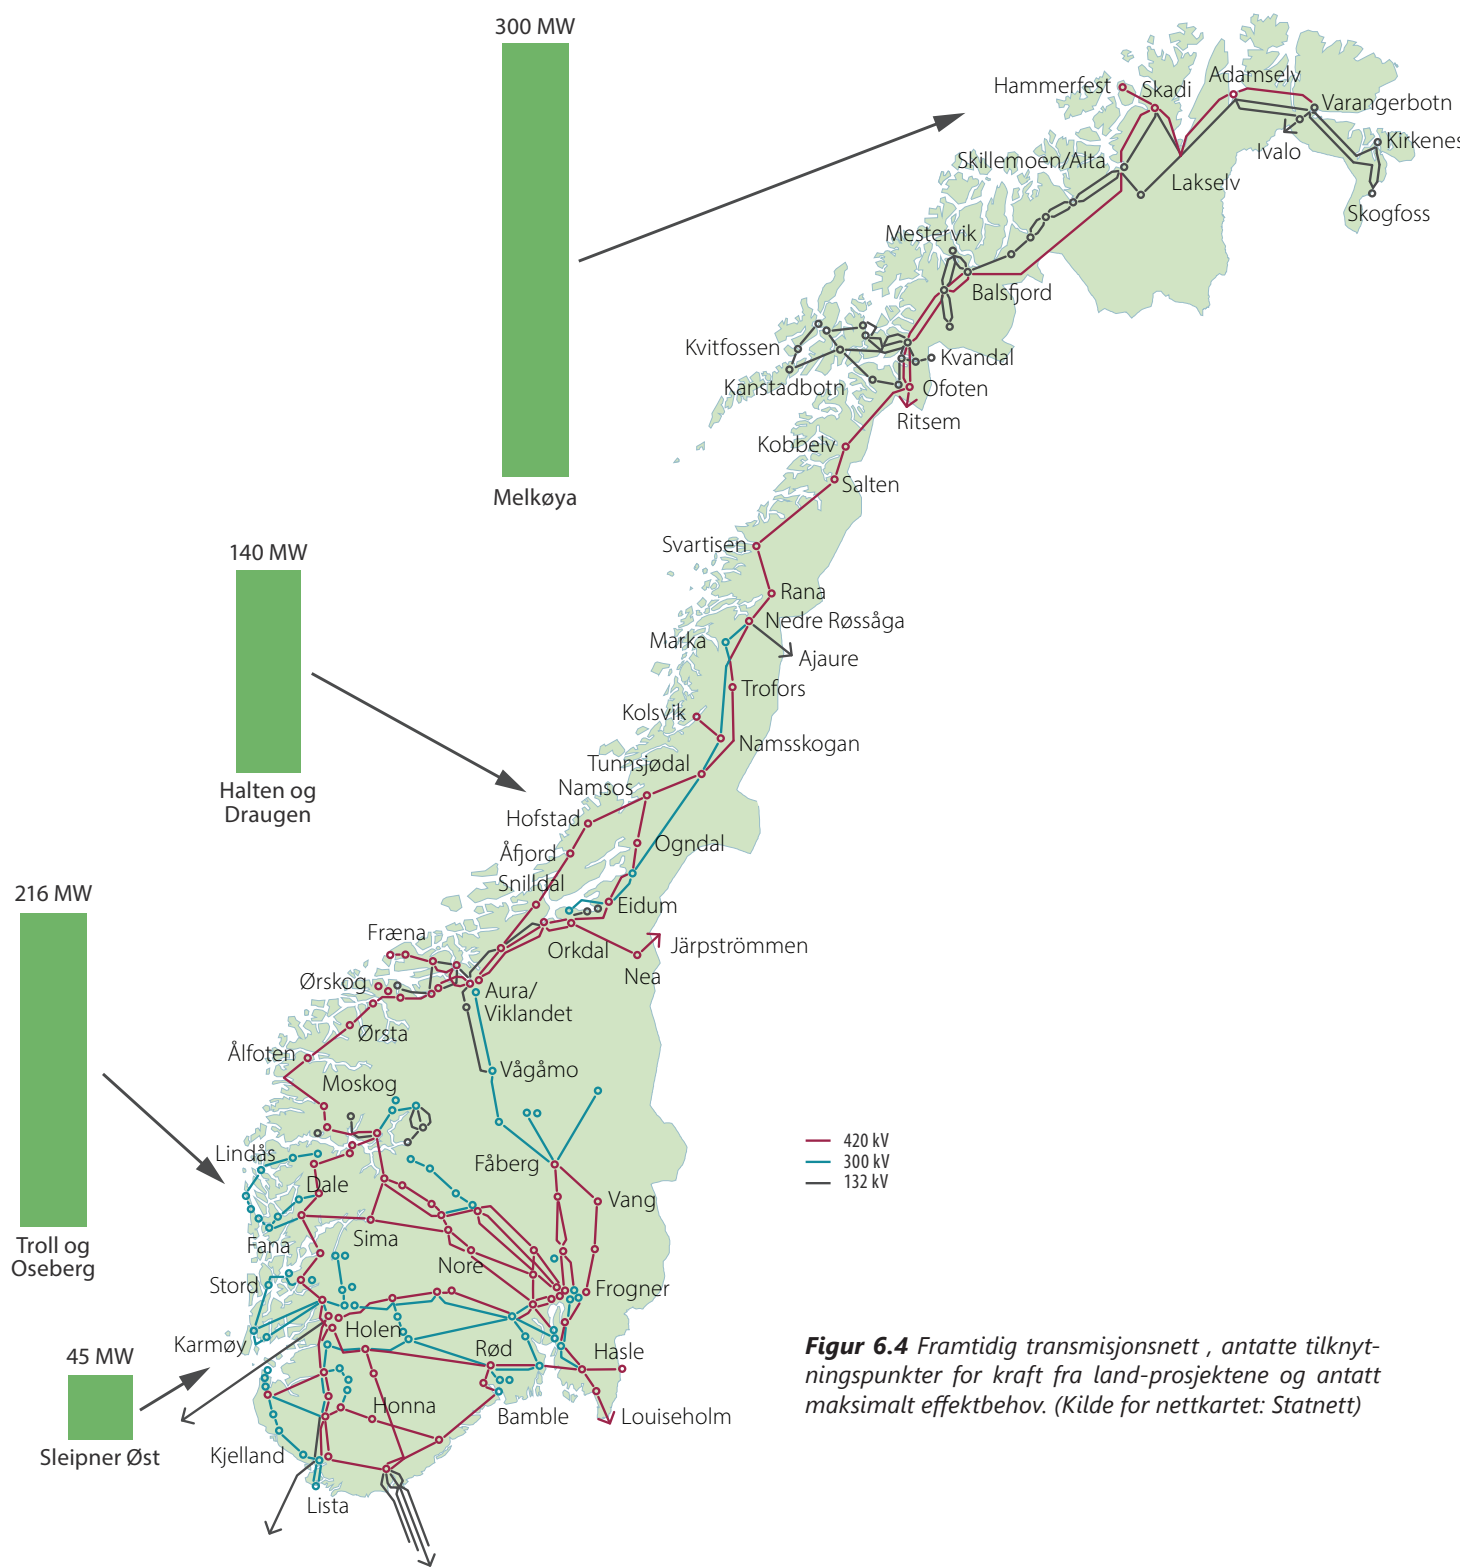 300 MW
Melkøya
140 MW
Halten og
Draugen
216 MW
Troll og
Oseberg
45 MW
Sleipner Øst
Hammerfest
Skadi
Adamselv
Varangerbotn
Kirkenes
Ivalo
Skillemoen/Alta
Lakselv
Skogfoss
Mestervik
Balsfjord
Kvitfossen
Kvandal
Kanstadbotn
Ofoten
Ritsem
Kobbelv
Salten
Svartisen
Rana
Nedre Røssåga
Marka
Ajaure
Trofors
Kolsvik
Namsskogan
Tunnsjødal
Namsos
Hofstad
Ogndal
Åfjord
Snilldal
Eidum
Fræna
Orkdal
Järpströmmen
Nea
Ørskog
Aura/
Viklandet
Ørsta
Ålfoten
Vågåmo
Moskog
420 kV
300 kV
132 kV
Lindås
Fåberg
Dale
Vang
Fana
Sima
Nore
Stord
Frogner
Karmøy
Holen
Rød
Hasle
Honna
Bamble
Louiseholm
Kjelland
Lista
Figur 6.4 Framtidig transmisjonsnett , antatte tilknyt-
ningspunkter for kraft fra land-prosjektene og antatt
maksimalt effektbehov. (Kilde for nettkartet: Statnett)